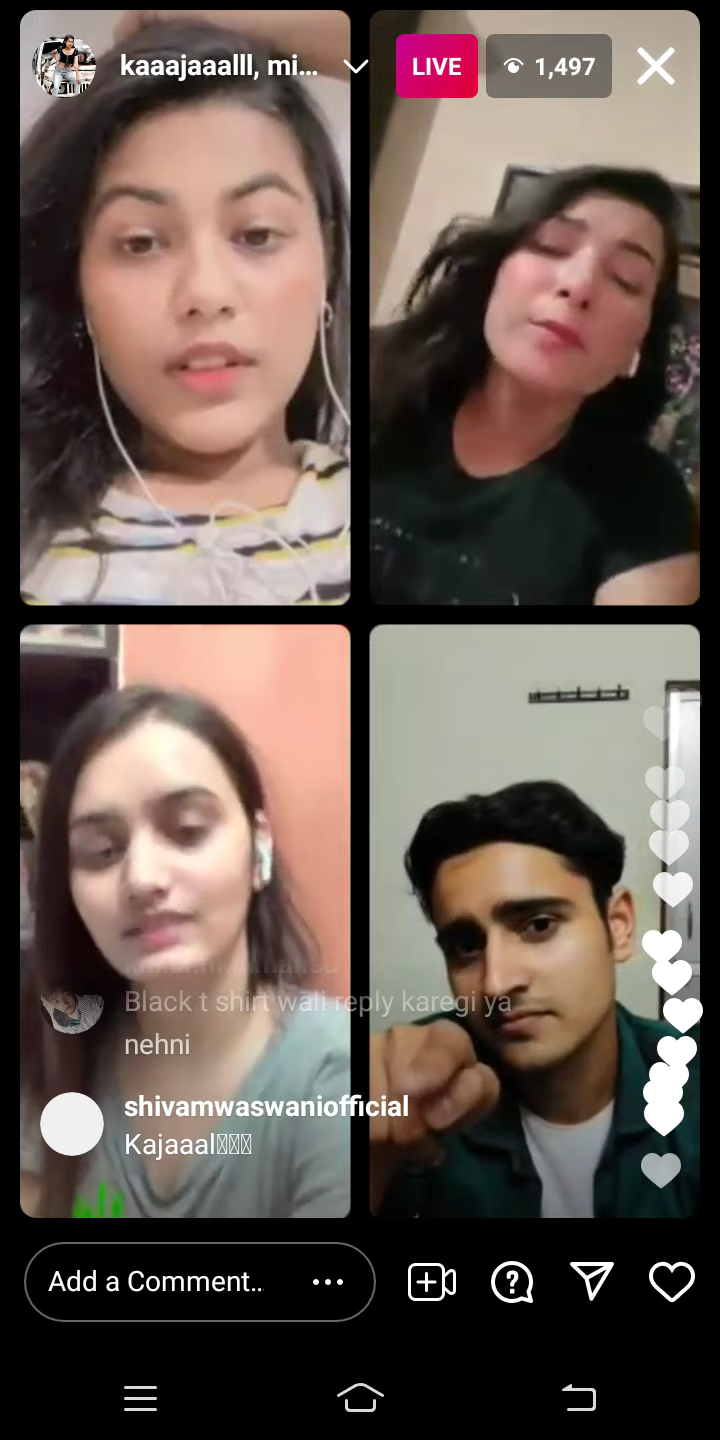 kaaajaaalll, mi...
LIVE
1,497
Black t shirt wali reply karegi ya
nehni
shivamwaswaniofficial
Kajaaal
Add a Comment..